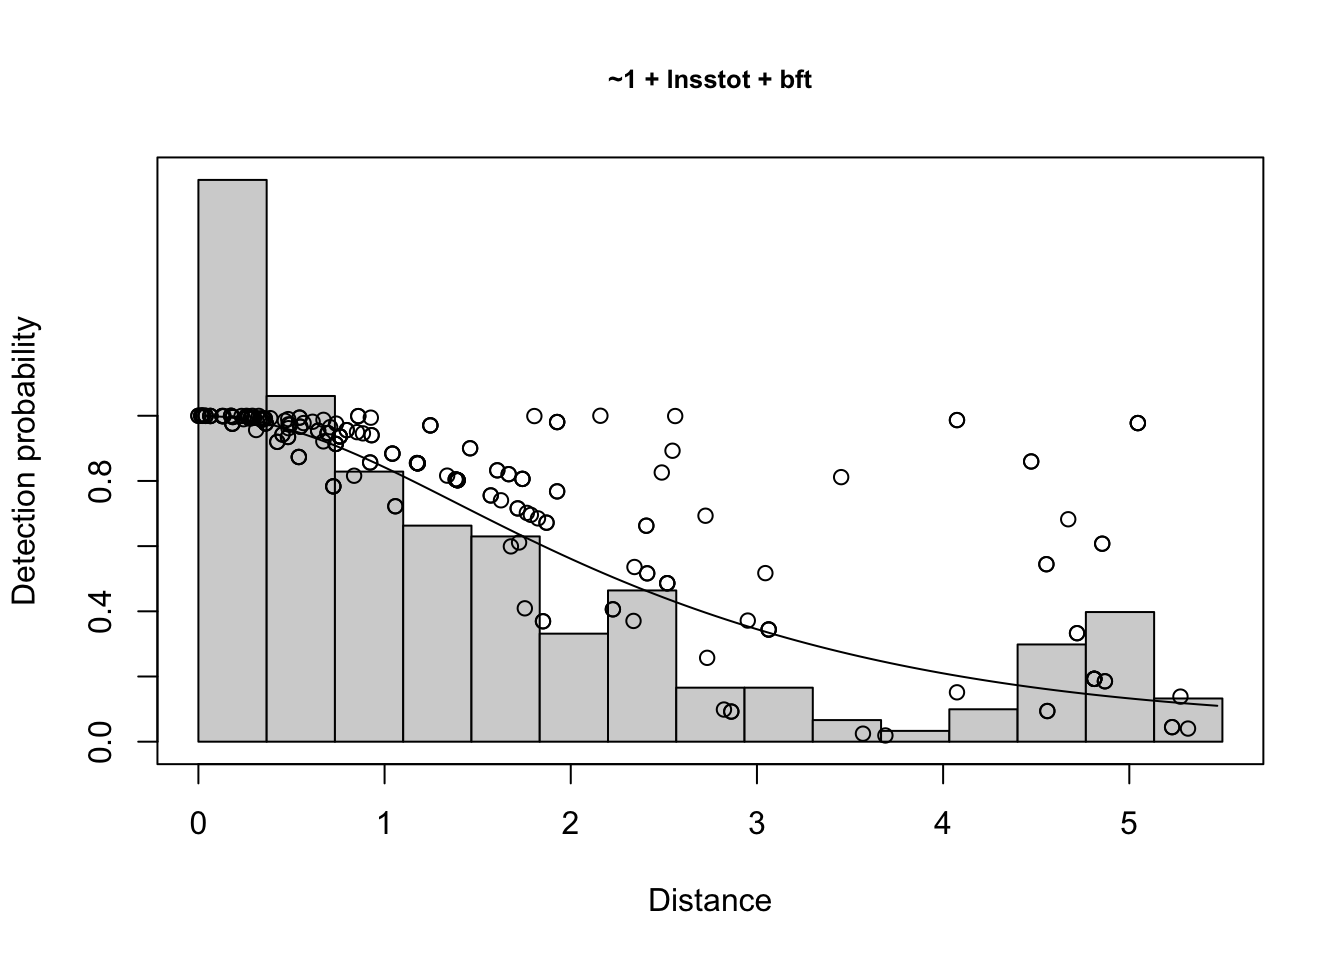 ~1 + lnsstot + bft
Detection probability
0.8
0.4
0.0
0 1 2 3 4 5
Distance